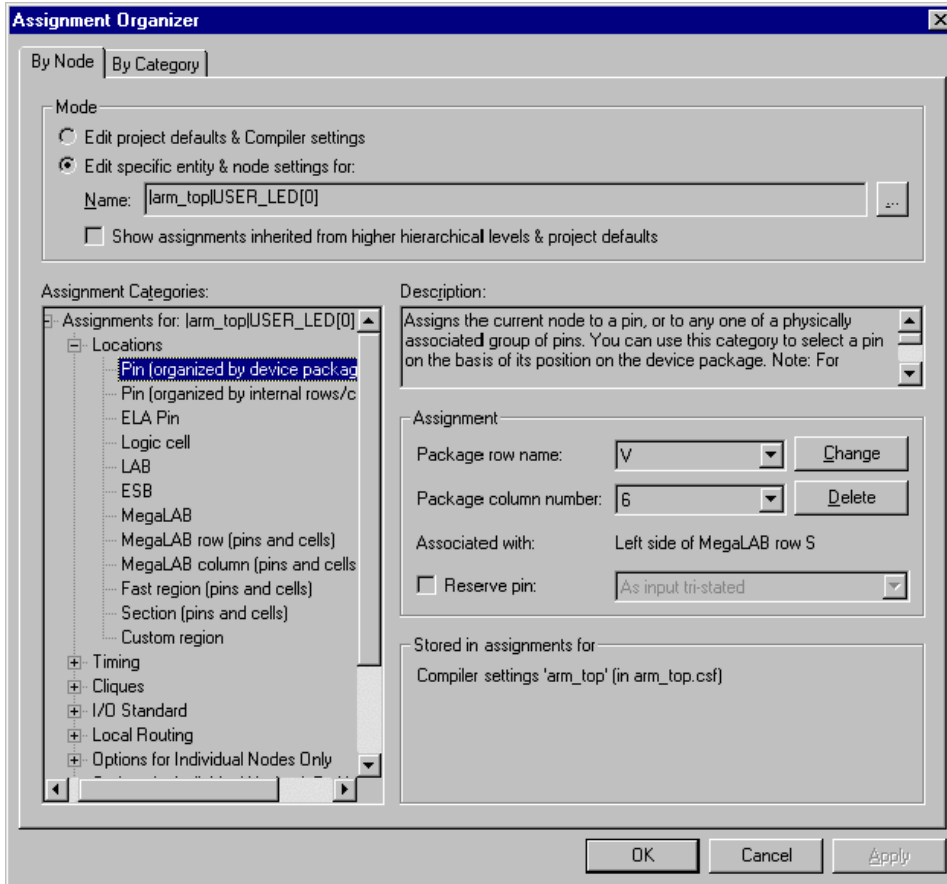 Assignment Organizer
By Node
By Category
Mode
Edit project defaults & Compiler settings
Edit specific entity & node settings for:
Name: |arm_top|USER_LED[0]
...
Show assignments inherited from higher hierarchical levels & project defaults
Assignment Categories:
Assignments for: |arm_top|USER_LED[0]
Locations
Pin (organized by device packag
Pin (organized by internal rows/c
ELA Pin
Logic cell
LAB
ESB
MegaLAB
MegaLAB row (pins and cells)
MegaLAB column (pins and cells
Fast region (pins and cells)
Section (pins and cells)
Custom region
Timing
Cliques
I/O Standard
Local Routing
Options for Individual Nodes Only
Description:
Assigns the current node to a pin, or to any one of a physically
associated group of pins. You can use this category to select a pin
on the basis of its position on the device package. Note: For
Assignment
Package row name: V Change
Package column number: 6 Delete
Associated with: Left side of MegaLAB row S
Reserve pin: As input tri-stated
Stored in assignments for
Compiler settings 'arm_top' (in arm_top.csf)
OK
Cancel
Apply